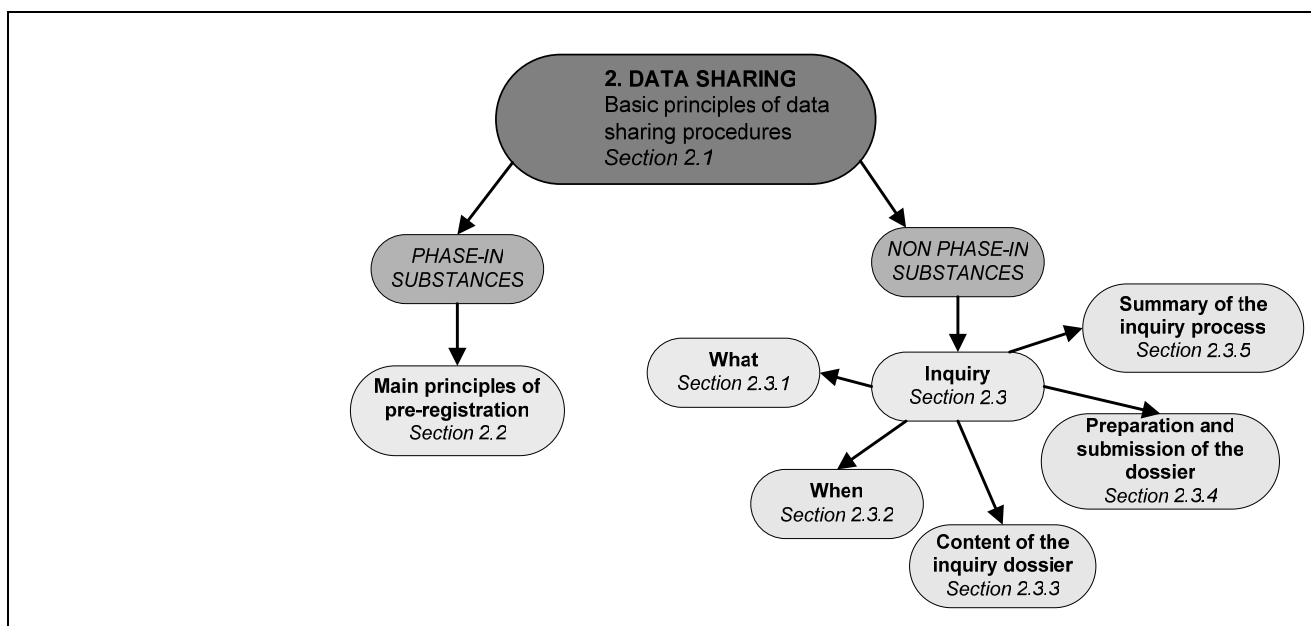 2. DATA SHARING
Basic principles of data
sharing procedures
Section 2.1
PHASE-IN
SUBSTANCES
NON PHASE-IN
SUBSTANCES
Main principles of
pre-registration
Section 2.2
What
Section 2.3.1
Inquiry
Section 2.3
Summary of the
inquiry process
Section 2.3.5
When
Section 2.3.2
Content of the
inquiry dossier
Section 2.3.3
Preparation and
submission of the
dossier
Section 2.3.4